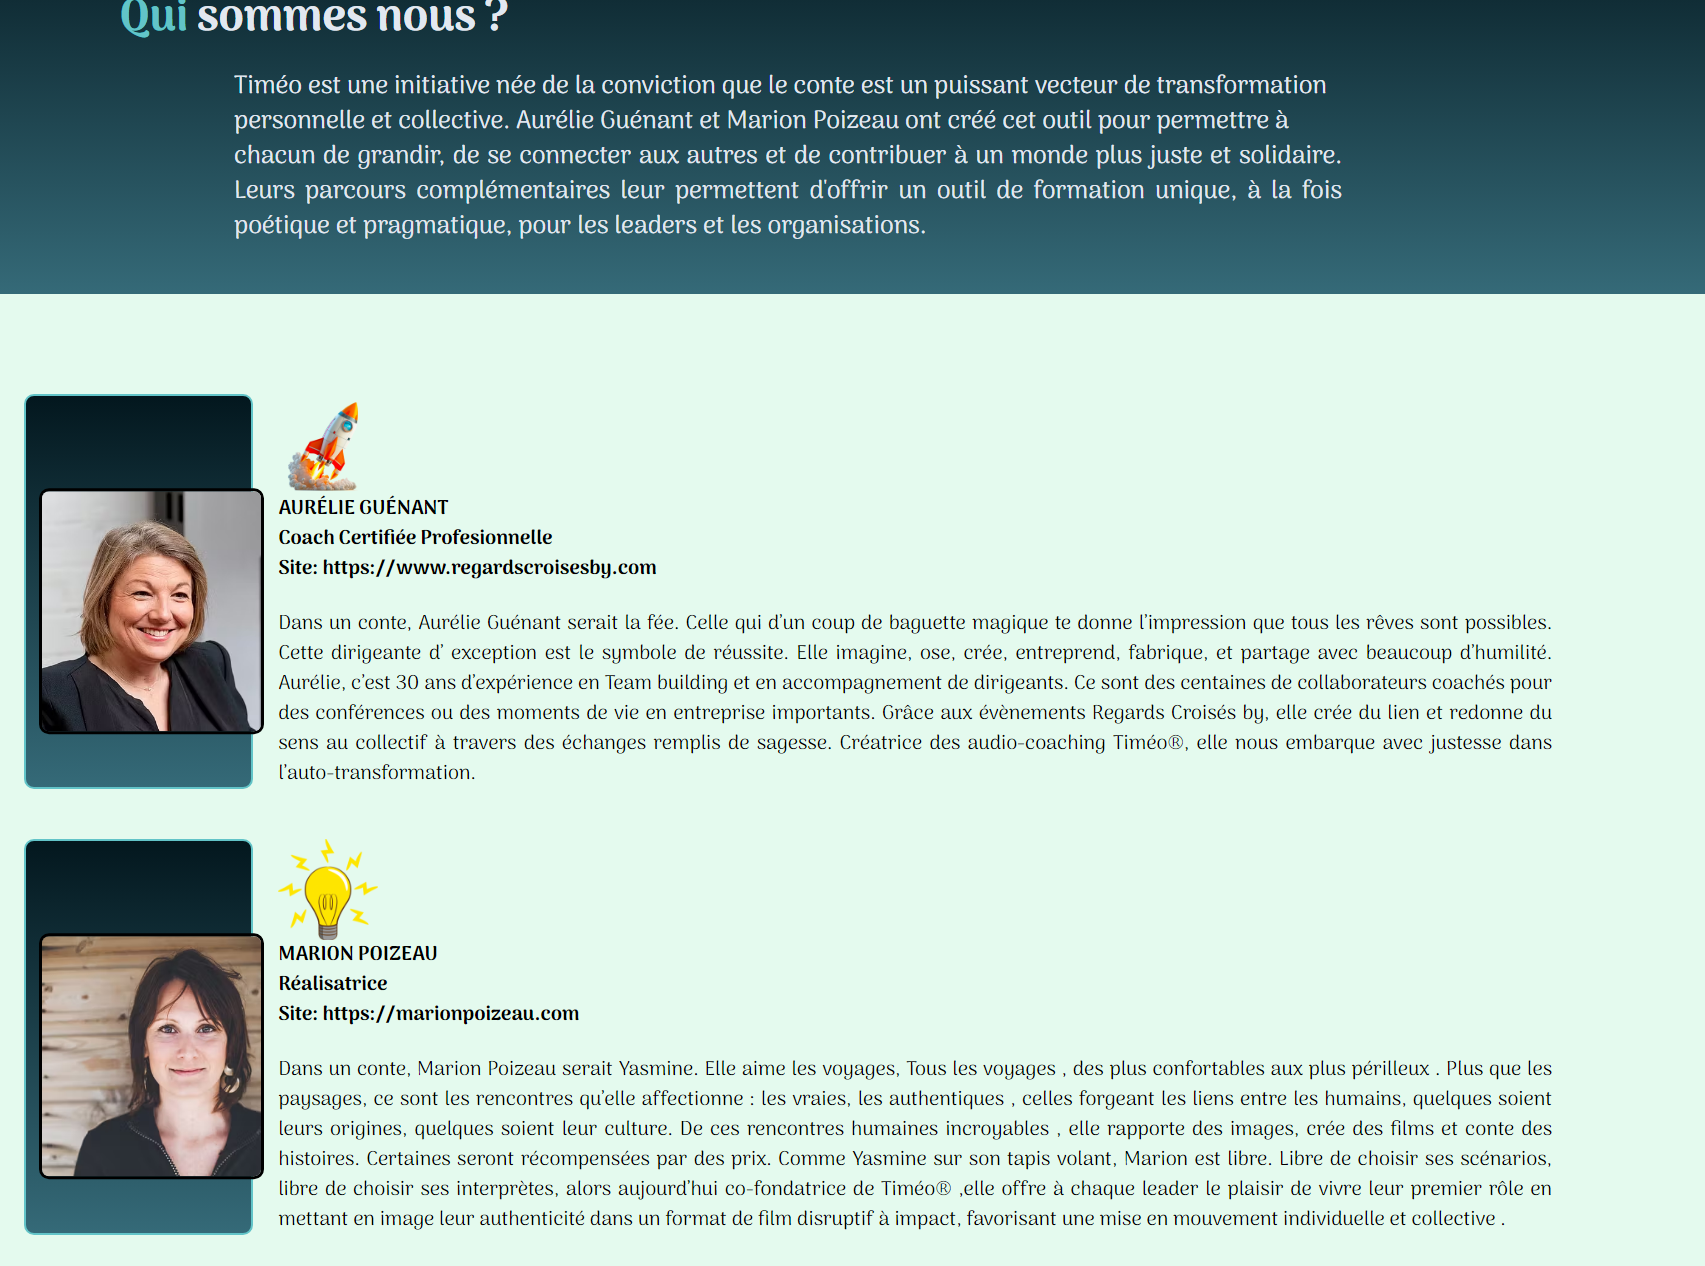 Qui sommes nous ?
Timéo est une initiative née de la conviction que le conte est un puissant vecteur de transformation
personnelle et collective. Aurélie Guénant et Marion Poizeau ont créé cet outil pour permettre à
chacun de grandir, de se connecter aux autres et de contribuer à un monde plus juste et solidaire.
Leurs parcours complémentaires leur permettent d'offrir un outil de formation unique, à la fois
poétique et pragmatique, pour les leaders et les organisations.
AURÉLIE GUÉNANT
Coach Certifiée Profesionnelle
Site: https://www.regardscroisesby.com
Dans un conte, Aurélie Guénant serait la fée. Celle qui d’un coup de baguette magique te donne l’impression que tous les rêves sont possibles.
Cette dirigeante d’ exception est le symbole de réussite. Elle imagine, ose, crée, entreprend, fabrique, et partage avec beaucoup d’humilité.
Aurélie, c’est 30 ans d’expérience en Team building et en accompagnement de dirigeants. Ce sont des centaines de collaborateurs coachés pour
des conférences ou des moments de vie en entreprise importants. Grâce aux évènements Regards Croisés by, elle crée du lien et redonne du
sens au collectif à travers des échanges remplis de sagesse. Créatrice des audio-coaching Timéo®, elle nous embarque avec justesse dans
l’auto-transformation.
MARION POIZEAU
Réalisatrice
Site: https://marionpoizeau.com
Dans un conte, Marion Poizeau serait Yasmine. Elle aime les voyages, Tous les voyages , des plus confortables aux plus périlleux . Plus que les
paysages, ce sont les rencontres qu’elle affectionne : les vraies, les authentiques , celles forgeant les liens entre les humains, quelques soient
leurs origines, quelques soient leur culture. De ces rencontres humaines incroyables , elle rapporte des images, crée des films et conte des
histoires. Certaines seront récompensées par des prix. Comme Yasmine sur son tapis volant, Marion est libre. Libre de choisir ses scénarios,
libre de choisir ses interprètes, alors aujourd’hui co-fondatrice de Timéo® ,elle offre à chaque leader le plaisir de vivre leur premier rôle en
mettant en image leur authenticité dans un format de film disruptif à impact, favorisant une mise en mouvement individuelle et collective .